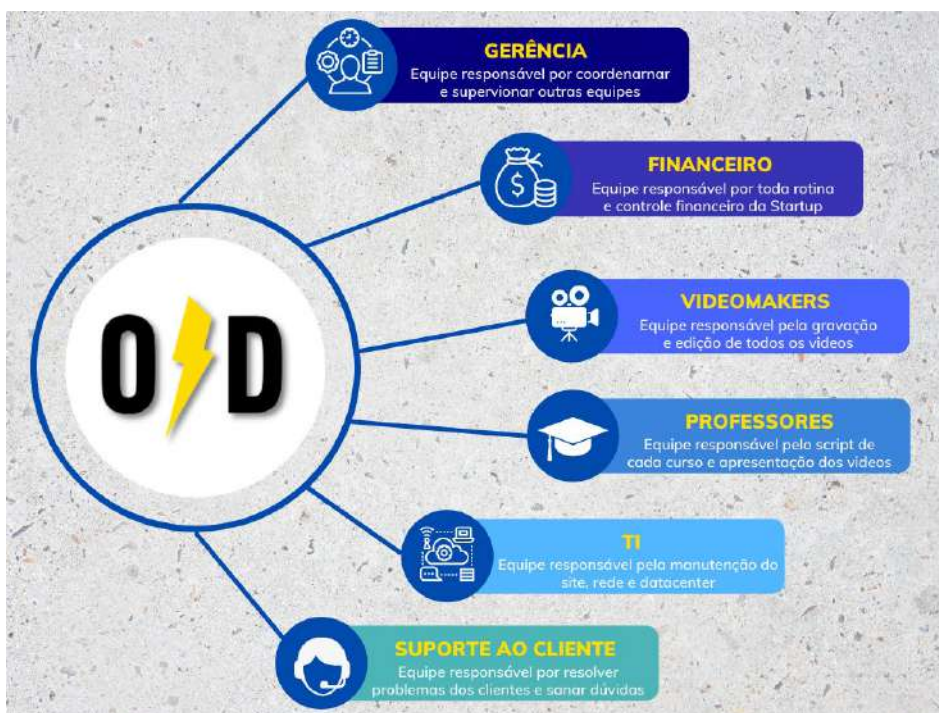 GERÊNCIA
Equipe responsável por coordenarnar
e supervionar outras equipes
FINANCEIRO
Equipe responsável por toda rotina
e controle financeiro da Startup
VIDEOMAKERS
Equipe responsável pela gravação
e edição de todos os videos
O D
PROFESSORES
Equipe responsável pelo script de
cada curso e apresentação dos videos
TI
Equipe responsável pela manutenção do
site, rede e datacenter
SUPORTE AO CLIENTE
Equipe responsável por resolver
problemas dos clientes e sanar dúvidas